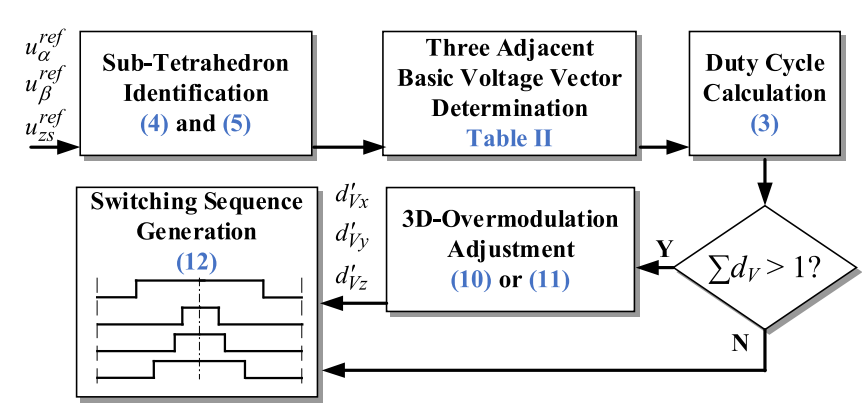 u_α^ref
u_β^ref
u_zs^ref
Sub-Tetrahedron
Identification
(4) and (5)
Three Adjacent
Basic Voltage Vector
Determination
Table II
Duty Cycle
Calculation
(3)
∑d_V > 1?
Y
N
3D-Overmodulation
Adjustment
(10) or (11)
d'_Vx
d'_Vy
d'_Vz
Switching Sequence
Generation
(12)